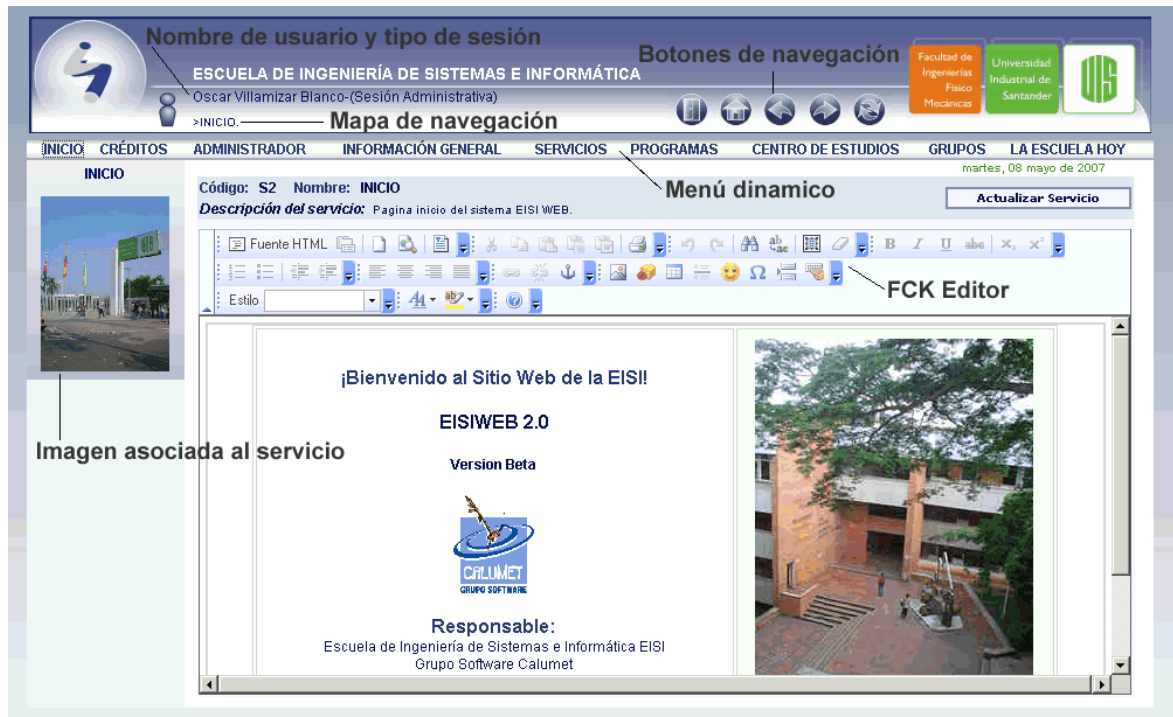 Nombre de usuario y tipo de sesión
Botones de navegación
ESCUELA DE INGENIERÍA DE SISTEMAS E INFORMÁTICA
Oscar Villamizar Blanco-(Sesión Administrativa)
>INICIO.
Mapa de navegación
Facultad de
Ingenierías
Físico
Mecánicas
Universidad
Industrial de
Santander
UIS
INICIO CRÉDITOS ADMINISTRADOR INFORMACIÓN GENERAL SERVICIOS PROGRAMAS CENTRO DE ESTUDIOS GRUPOS LA ESCUELA HOY
INICIO
martes, 08 mayo de 2007
Código: S2 Nombre: INICIO
Menú dinamico
Actualizar Servicio
Descripción del servicio: Pagina inicio del sistema EISI WEB.
Fuente HTML
B I U abc X₂ X²
FCK Editor
Estilo
¡Bienvenido al Sitio Web de la EISI!
EISIWEB 2.0
Imagen asociada al servicio
Version Beta
CALUMET
GRUPO SOFTWARE
Responsable:
Escuela de Ingeniería de Sistemas e Informática EISI
Grupo Software Calumet